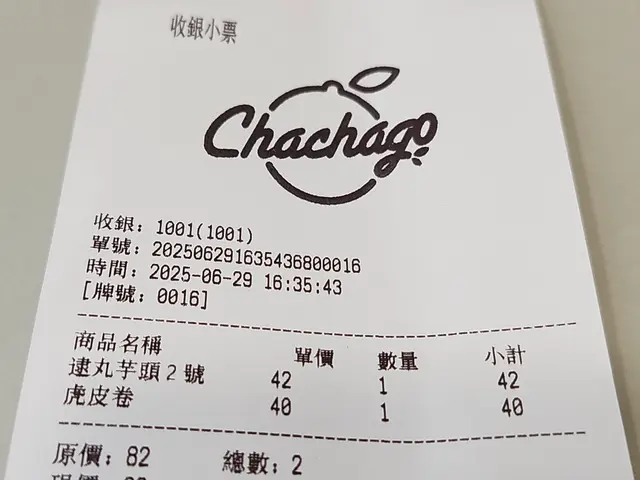 收銀小票
Chachago
收銀：1001(1001)
單號：202506291635436800016
時間：2025-06-29 16:35:43
[牌號：0016]
商品名稱 單價 數量 小計
逮丸芋頭2號 42 1 42
虎皮卷 40 1 40
原價：82 總數：2